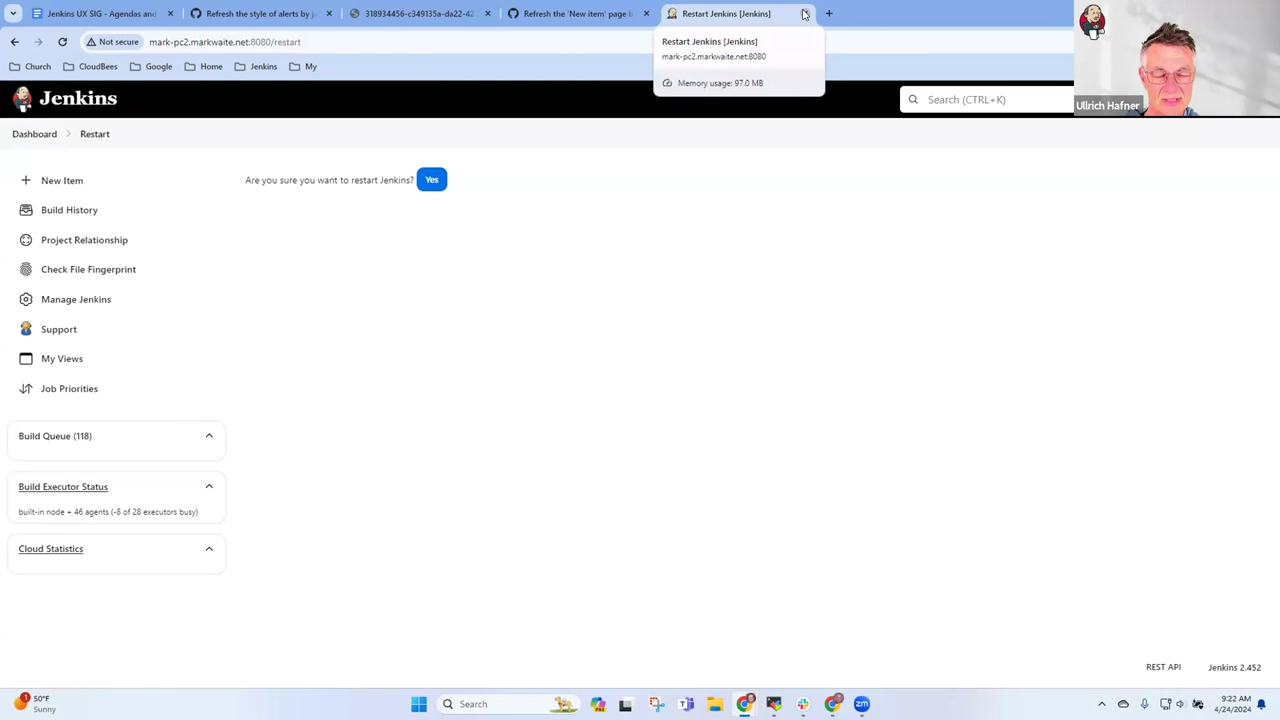 Jenkins UX SIG - Agendas and
Refresh the style of alerts by j
318934456-c349135a-da22-42
Refresh the 'New item' page b
Restart Jenkins [Jenkins]
Not secure
mark-pc2.markwaite.net:8080/restart
Restart Jenkins [Jenkins]
mark-pc2.markwaite.net:8080
Memory usage: 97.0 MB
Church
CloudBees
Google
Home
Jenkins
My
Jenkins
Search (CTRL+K)
Ullrich Hafner
Dashboard
Restart
New Item
Build History
Project Relationship
Check File Fingerprint
Manage Jenkins
Support
My Views
Job Priorities
Are you sure you want to restart Jenkins? Yes
Build Queue (118)
Build Executor Status
built-in node + 46 agents (-8 of 28 executors busy)
Cloud Statistics
REST API
Jenkins 2.452
1
50°F
Sunny
Search
zm
9:22 AM
4/24/2024